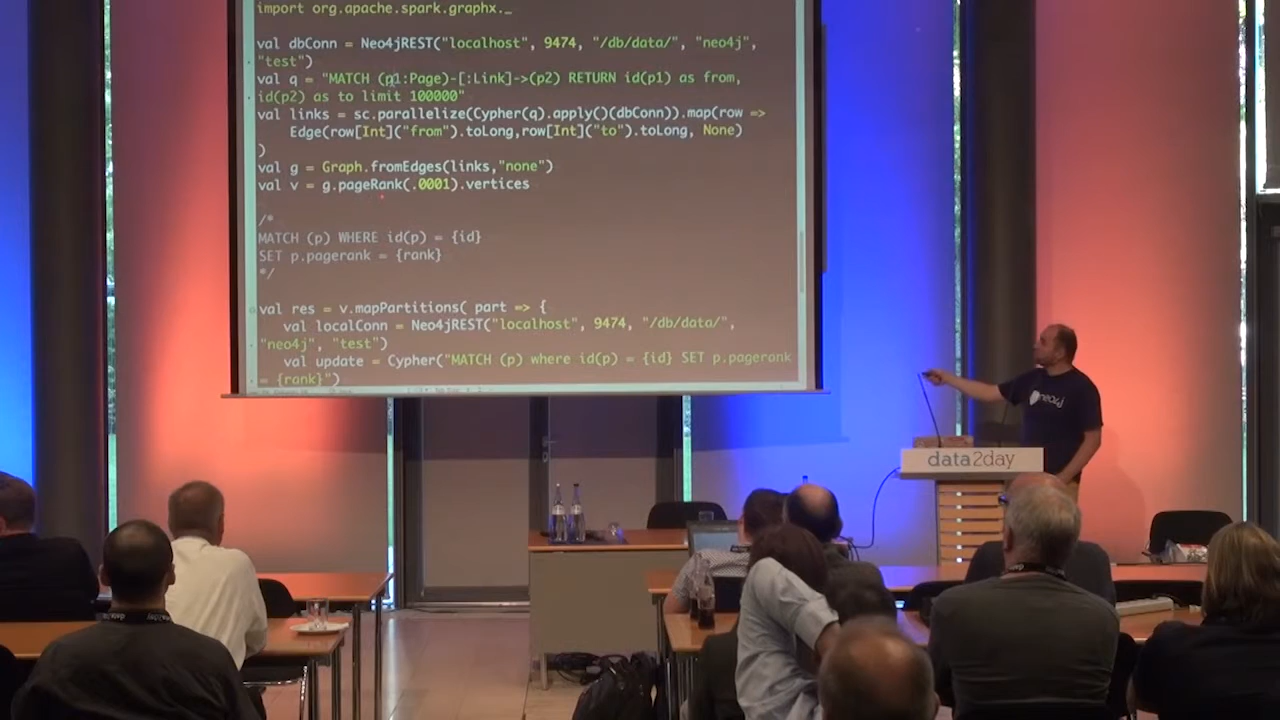 import org.apache.spark.graphx._
val dbConn = Neo4jREST("localhost", 9474, "/db/data/", "neo4j",
"test")
val q = "MATCH (p1:Page)-[:Link]->(p2) RETURN id(p1) as from,
id(p2) as to limit 100000"
val links = sc.parallelize(Cypher(q).apply()(dbConn)).map(row =>
Edge(row[Int]("from").toLong,row[Int]("to").toLong, None)
)
val g = Graph.fromEdges(links,"none")
val v = g.pageRank(.0001).vertices
/*
MATCH (p) WHERE id(p) = {id}
SET p.pagerank = {rank}
*/
val res = v.mapPartitions( part => {
val localConn = Neo4jREST("localhost", 9474, "/db/data/",
"neo4j", "test")
val update = Cypher("MATCH (p) where id(p) = {id} SET p.pagerank
= {rank}")
neo4j
data2day